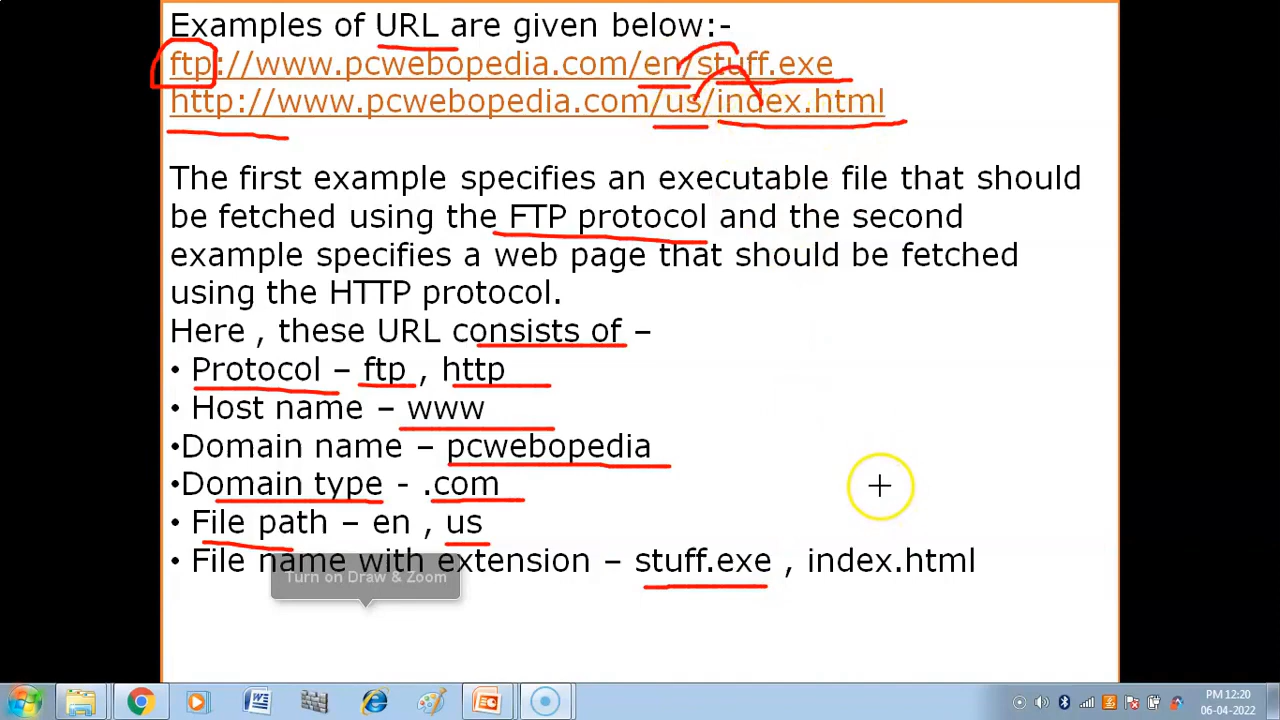 Examples of URL are given below:-
ftp://www.pcwebopedia.com/en/stuff.exe
http://www.pcwebopedia.com/us/index.html
The first example specifies an executable file that should
be fetched using the FTP protocol and the second
example specifies a web page that should be fetched
using the HTTP protocol.
Here , these URL consists of –
• Protocol – ftp , http
• Host name – www
•Domain name – pcwebopedia
•Domain type - .com
• File path – en , us
• File name with extension – stuff.exe , index.html
Turn on Draw & Zoom
PM 12:20
06-04-2022